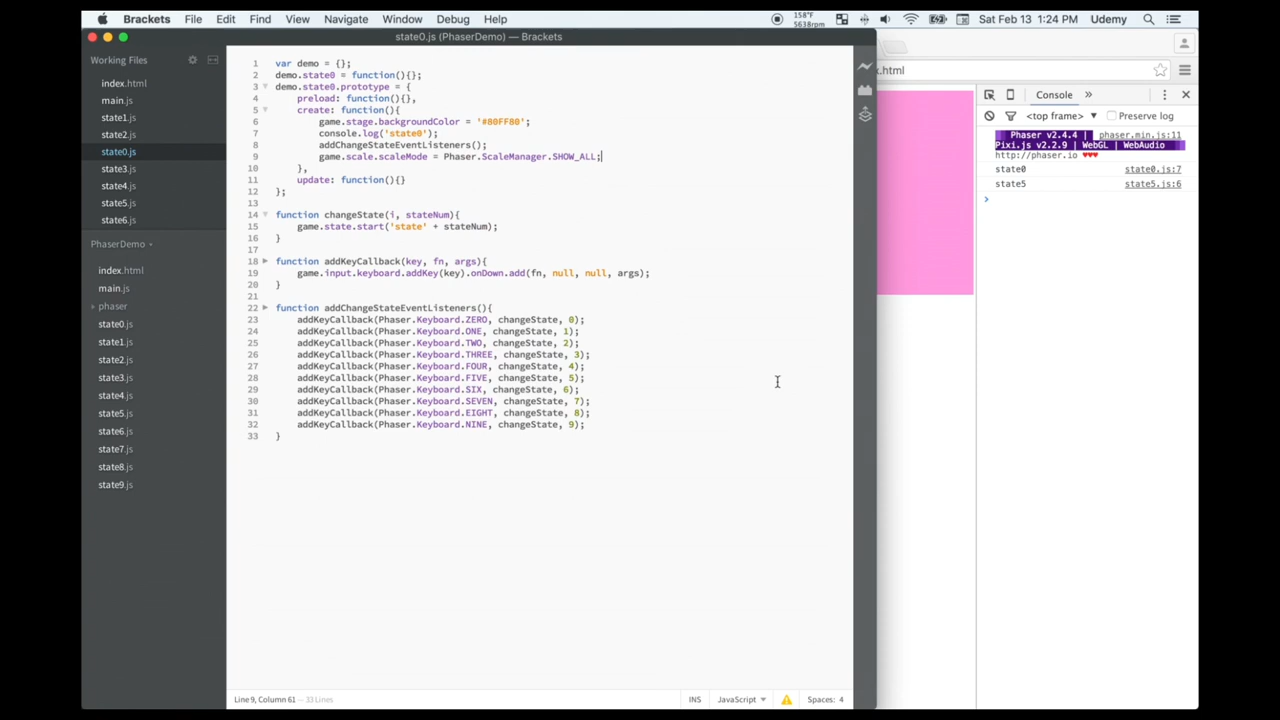 Brackets File Edit Find View Navigate Window Debug Help
158°F
5638rpm
Sat Feb 13 1:24 PM Udemy
state0.js (PhaserDemo) — Brackets
Working Files
index.html
main.js
state1.js
state2.js
state0.js
state3.js
state4.js
state5.js
state6.js
PhaserDemo
index.html
main.js
phaser
state0.js
state1.js
state2.js
state3.js
state4.js
state5.js
state6.js
state7.js
state8.js
state9.js
1 var demo = {};
2 demo.state0 = function(){};
3 demo.state0.prototype = {
4 preload: function(){},
5 create: function(){
6 game.stage.backgroundColor = '#80FF80';
7 console.log('state0');
8 addChangeStateEventListeners();
9 game.scale.scaleMode = Phaser.ScaleManager.SHOW_ALL;
10 },
11 update: function(){}
12 };
13
14 function changeState(i, stateNum){
15 game.state.start('state' + stateNum);
16 }
17
18 function addKeyCallback(key, fn, args){
19 game.input.keyboard.addKey(key).onDown.add(fn, null, null, args);
20 }
21
22 function addChangeStateEventListeners(){
23 addKeyCallback(Phaser.Keyboard.ZERO, changeState, 0);
24 addKeyCallback(Phaser.Keyboard.ONE, changeState, 1);
25 addKeyCallback(Phaser.Keyboard.TWO, changeState, 2);
26 addKeyCallback(Phaser.Keyboard.THREE, changeState, 3);
27 addKeyCallback(Phaser.Keyboard.FOUR, changeState, 4);
28 addKeyCallback(Phaser.Keyboard.FIVE, changeState, 5);
29 addKeyCallback(Phaser.Keyboard.SIX, changeState, 6);
30 addKeyCallback(Phaser.Keyboard.SEVEN, changeState, 7);
31 addKeyCallback(Phaser.Keyboard.EIGHT, changeState, 8);
32 addKeyCallback(Phaser.Keyboard.NINE, changeState, 9);
33 }
Line 9, Column 61 — 33 Lines
INS JavaScript Spaces: 4
.html
Console »
<top frame> Preserve log
Phaser v2.4.4 | phaser.min.js:11
Pixi.js v2.2.9 | WebGL | WebAudio
http://phaser.io ♥♥♥
state0 state0.js:7
state5 state5.js:6
>